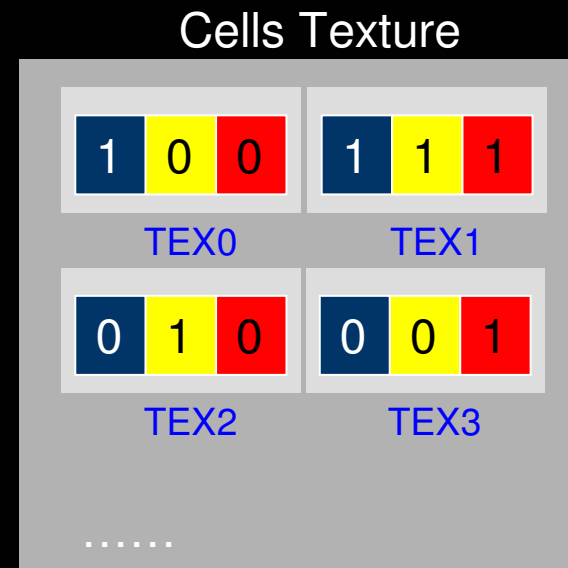 Cells Texture
1 0 0 1 1 1
TEX0 TEX1
0 1 0 0 0 1
TEX2 TEX3
......